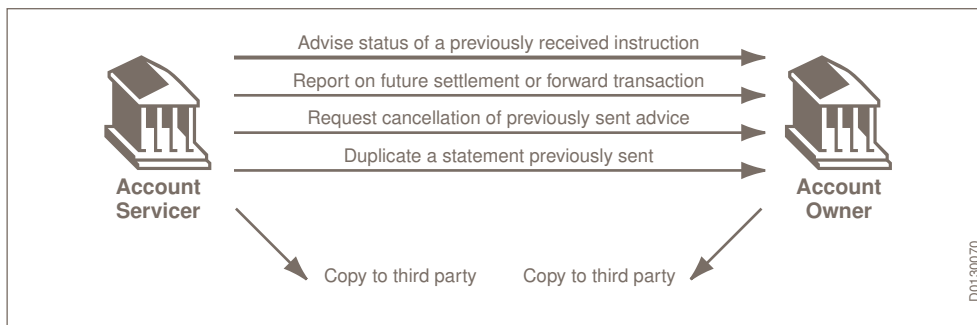 Advise status of a previously received instruction
Report on future settlement or forward transaction
Request cancellation of previously sent advice
Duplicate a statement previously sent
Account
Servicer
Account
Owner
Copy to third party
Copy to third party
D0130070